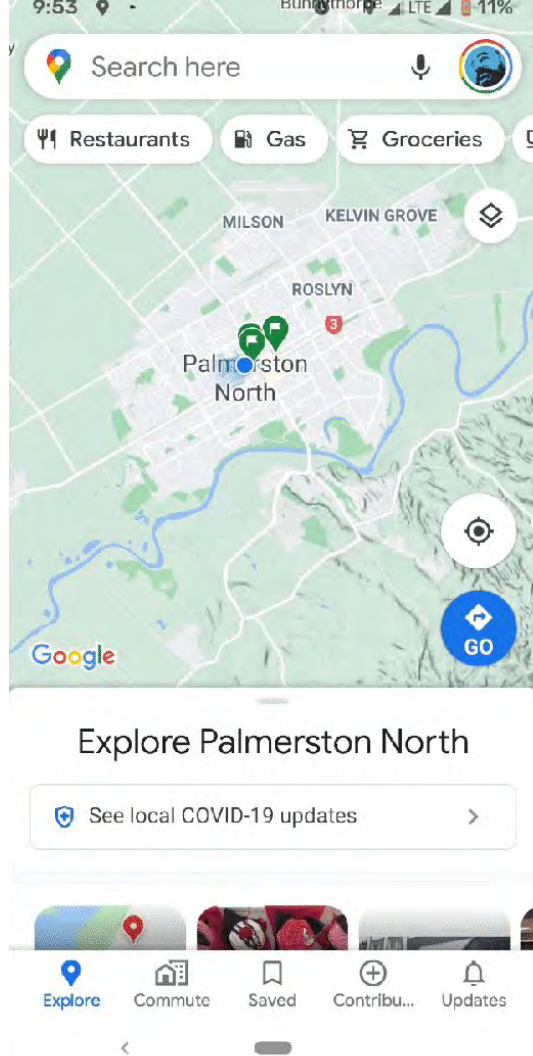 9:53 LTE 11%
Bunnythorpe
Search here
Restaurants Gas Groceries
MILSON KELVIN GROVE
ROSLYN
3
Palmerston
North
GO
Google
Explore Palmerston North
See local COVID-19 updates
Explore Commute Saved Contribu... Updates